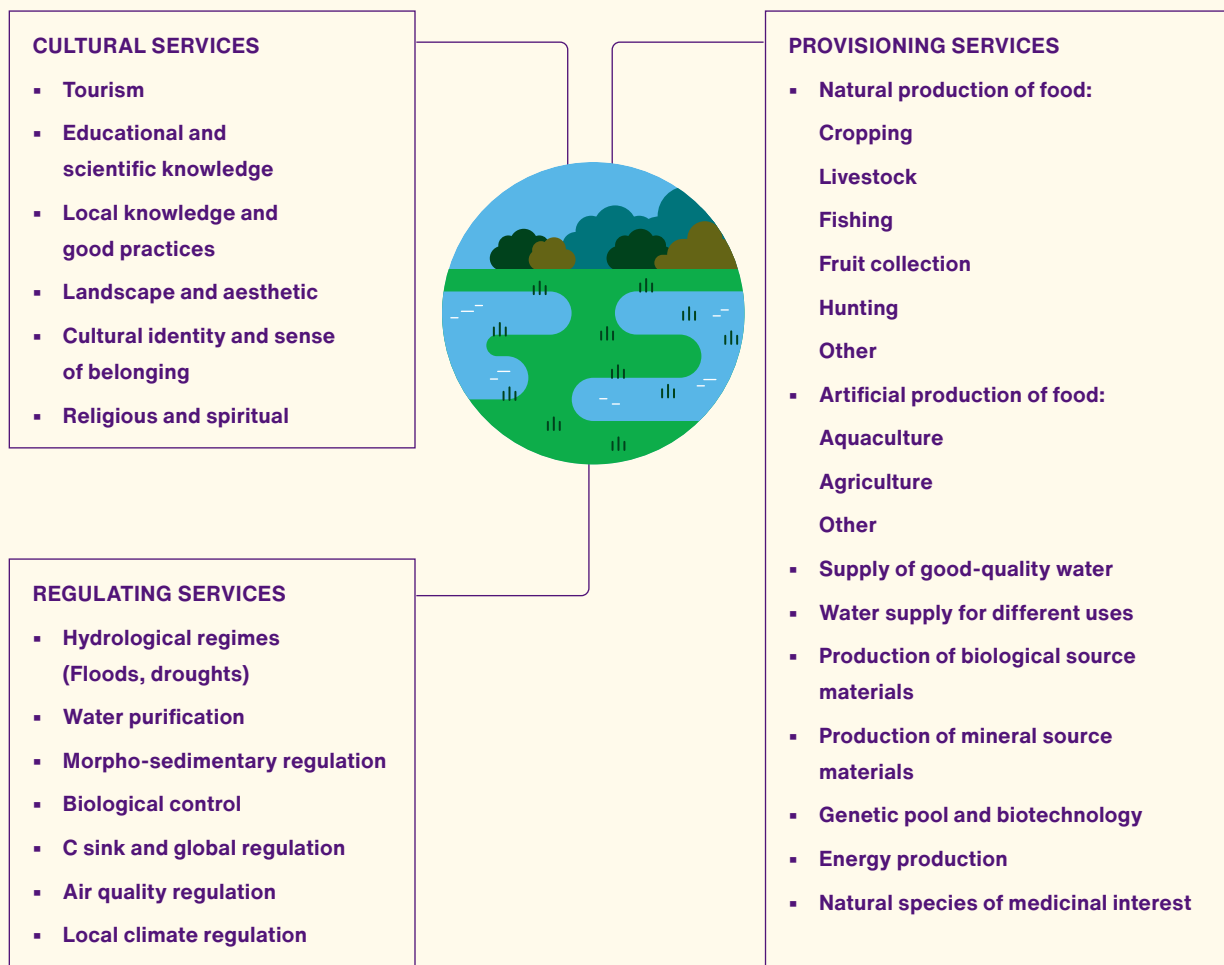 CULTURAL SERVICES
▪ Tourism
▪ Educational and
scientific knowledge
▪ Local knowledge and
good practices
▪ Landscape and aesthetic
▪ Cultural identity and sense
of belonging
▪ Religious and spiritual
REGULATING SERVICES
▪ Hydrological regimes
(Floods, droughts)
▪ Water purification
▪ Morpho-sedimentary regulation
▪ Biological control
▪ C sink and global regulation
▪ Air quality regulation
▪ Local climate regulation
PROVISIONING SERVICES
▪ Natural production of food:
Cropping
Livestock
Fishing
Fruit collection
Hunting
Other
▪ Artificial production of food:
Aquaculture
Agriculture
Other
▪ Supply of good-quality water
▪ Water supply for different uses
▪ Production of biological source
materials
▪ Production of mineral source
materials
▪ Genetic pool and biotechnology
▪ Energy production
▪ Natural species of medicinal interest